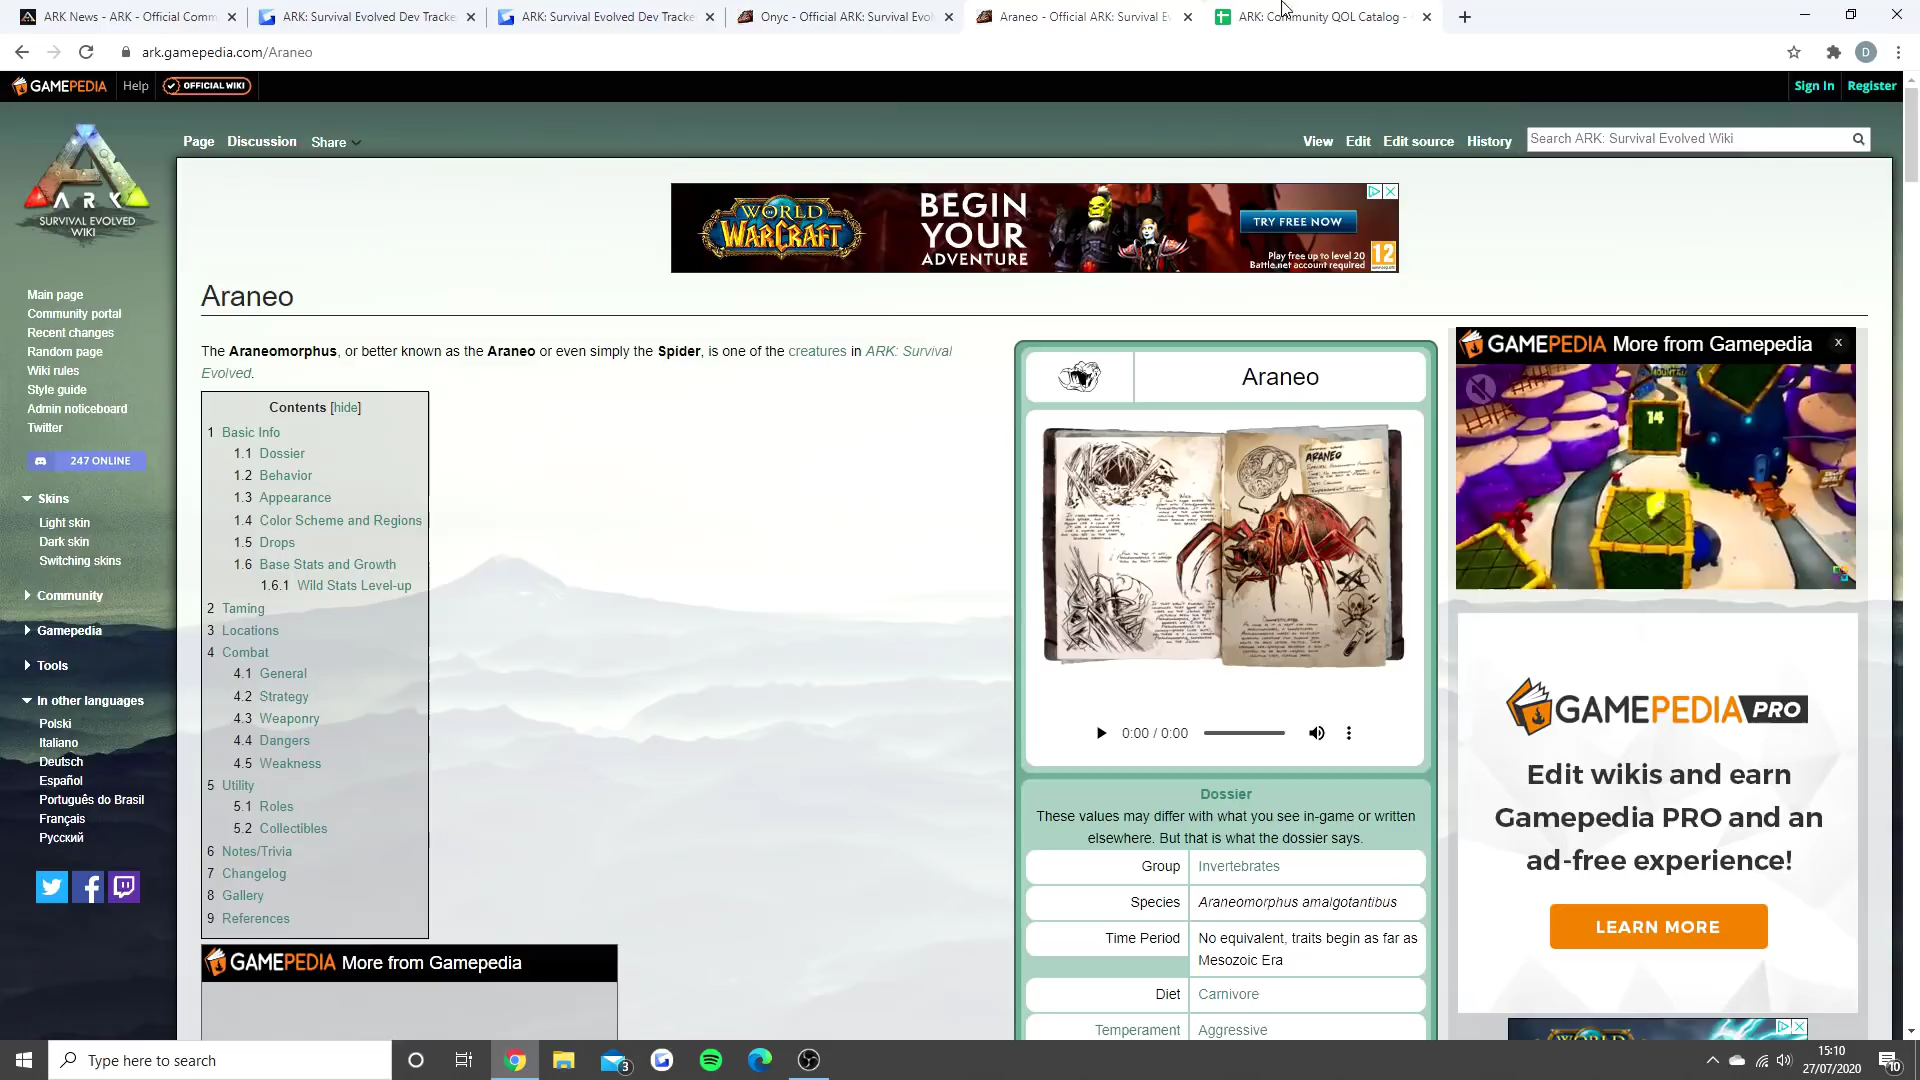 ARK News - ARK - Official Comm
ARK: Survival Evolved Dev Tracke
ARK: Survival Evolved Dev Tracke
Onyc - Official ARK: Survival Evol
Araneo - Official ARK: Survival Ev
ARK: Community QOL Catalog -
ark.gamepedia.com/Araneo
D
GAMEPEDIA
Help
OFFICIAL WIKI
Sign In
Register
ARK
SURVIVAL EVOLVED
WIKI
Page
Discussion
Share
View
Edit
Edit source
History
Search ARK: Survival Evolved Wiki
WORLD
WARCRAFT
BEGIN
YOUR
ADVENTURE
TRY FREE NOW
Play free up to level 20
Battle.net account required
12
Main page
Community portal
Recent changes
Random page
Wiki rules
Style guide
Admin noticeboard
Twitter
247 ONLINE
Skins
Light skin
Dark skin
Switching skins
Community
Gamepedia
Tools
In other languages
Polski
Italiano
Deutsch
Español
Português do Brasil
Français
Русский
Araneo
The Araneomorphus, or better known as the Araneo or even simply the Spider, is one of the creatures in ARK: Survival
Evolved.
Contents [hide]
1 Basic Info
1.1 Dossier
1.2 Behavior
1.3 Appearance
1.4 Color Scheme and Regions
1.5 Drops
1.6 Base Stats and Growth
1.6.1 Wild Stats Level-up
2 Taming
3 Locations
4 Combat
4.1 General
4.2 Strategy
4.3 Weaponry
4.4 Dangers
4.5 Weakness
5 Utility
5.1 Roles
5.2 Collectibles
6 Notes/Trivia
7 Changelog
8 Gallery
9 References
GAMEPEDIA More from Gamepedia
Araneo
ARANEO
0:00 / 0:00
Dossier
These values may differ with what you see in-game or written
elsewhere. But that is what the dossier says.
Group Invertebrates
Species Araneomorphus amalgotantibus
Time Period No equivalent, traits begin as far as
Mesozoic Era
Diet Carnivore
Temperament Aggressive
GAMEPEDIA More from Gamepedia
14
GAMEPEDIA PRO
Edit wikis and earn
Gamepedia PRO and an
ad-free experience!
LEARN MORE
Type here to search
3
15:10
27/07/2020
10